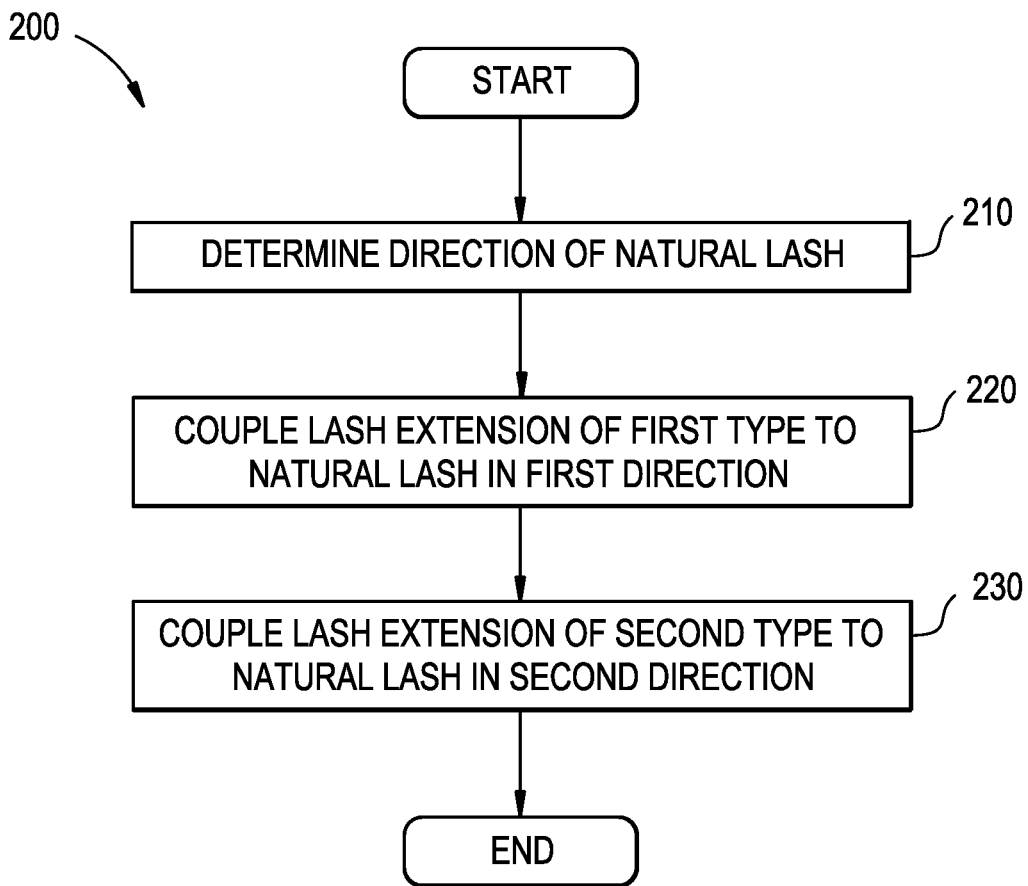 200
START
210
DETERMINE DIRECTION OF NATURAL LASH
220
COUPLE LASH EXTENSION OF FIRST TYPE TO
NATURAL LASH IN FIRST DIRECTION
230
COUPLE LASH EXTENSION OF SECOND TYPE TO
NATURAL LASH IN SECOND DIRECTION
END